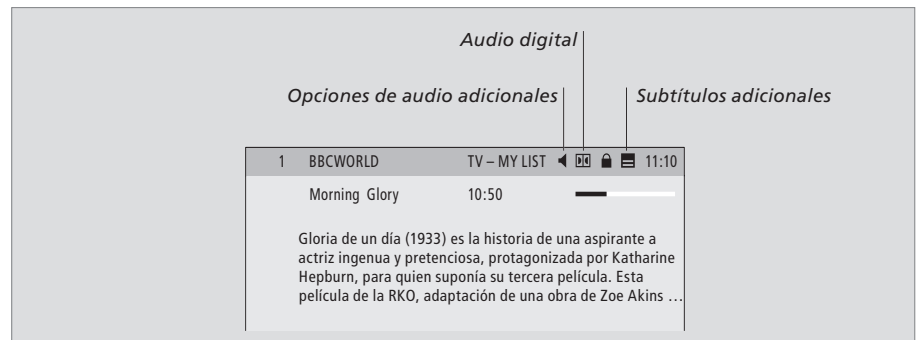 Audio digital
Opciones de audio adicionales
Subtítulos adicionales
1 BBCWORLD TV – MY LIST 11:10
Morning Glory 10:50
Gloria de un día (1933) es la historia de una aspirante a
actriz ingenua y pretenciosa, protagonizada por Katharine
Hepburn, para quien suponía su tercera película. Esta
película de la RKO, adaptación de una obra de Zoe Akins ...